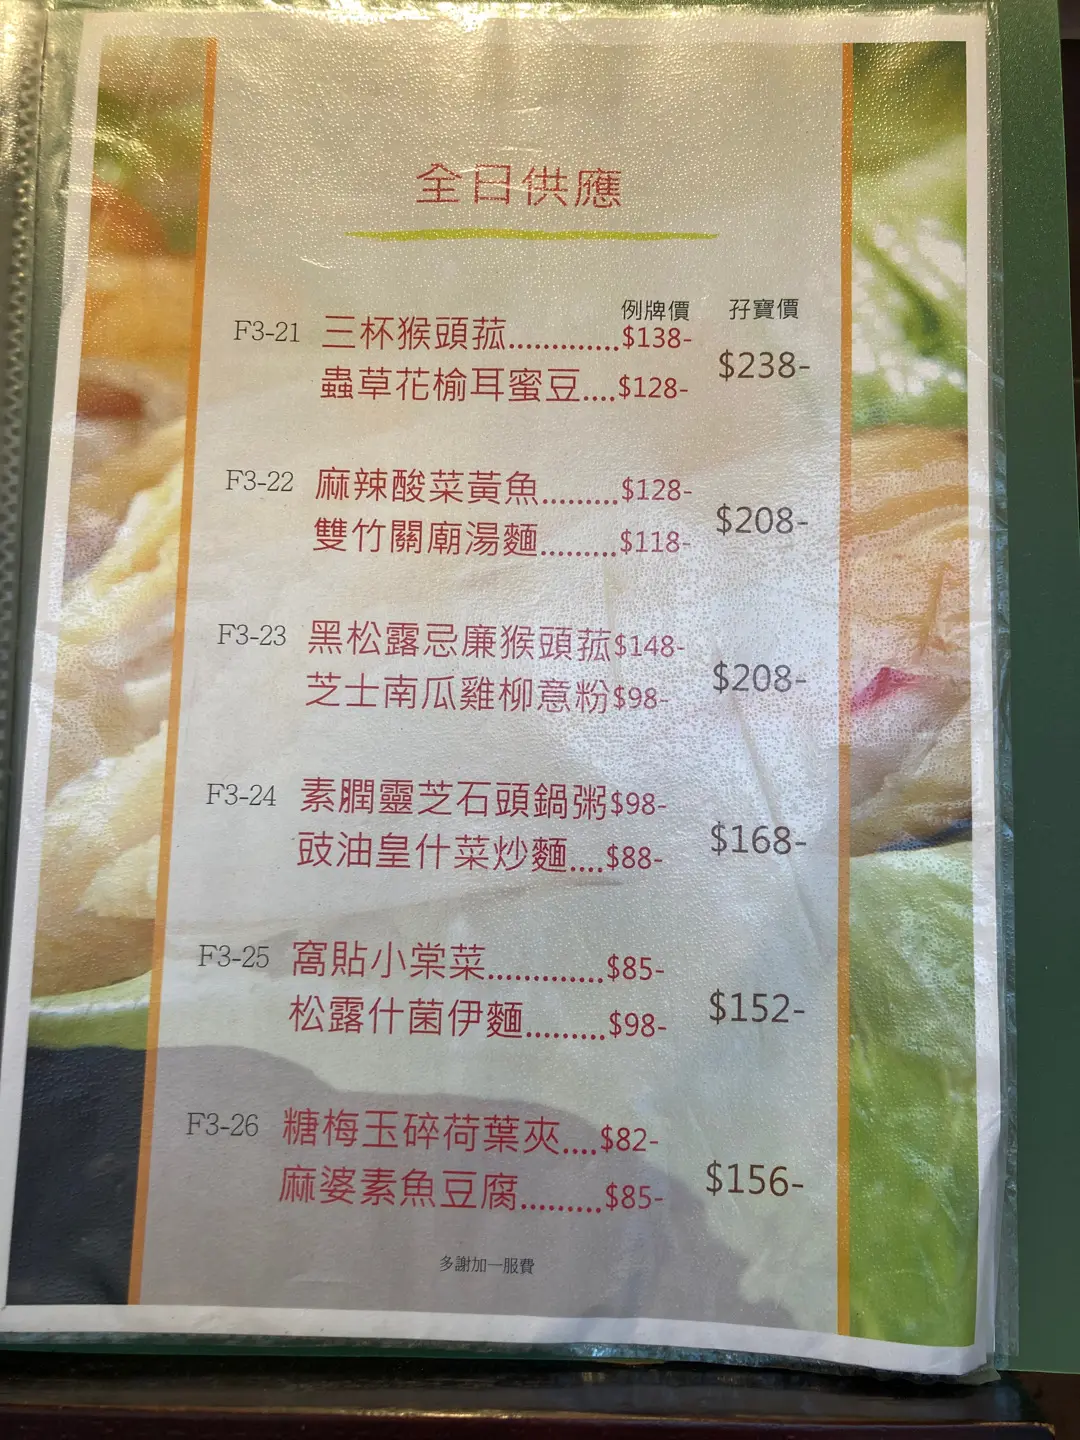 全日供應
例牌價 孖寶價
F3-21 三杯猴頭菰.............$138-
$238-
蟲草花榆耳蜜豆....$128-
F3-22 麻辣酸菜黃魚.........$128-
$208-
雙竹關廟湯麵.........$118-
F3-23 黑松露忌廉猴頭菰$148-
$208-
芝士南瓜雞柳意粉$98-
F3-24 素膶靈芝石頭鍋粥$98-
$168-
豉油皇什菜炒麵....$88-
F3-25 窩貼小棠菜.............$85-
$152-
松露什菌伊麵.........$98-
F3-26 糖梅玉碎荷葉夾....$82-
$156-
麻婆素魚豆腐.........$85-
多謝加一服費